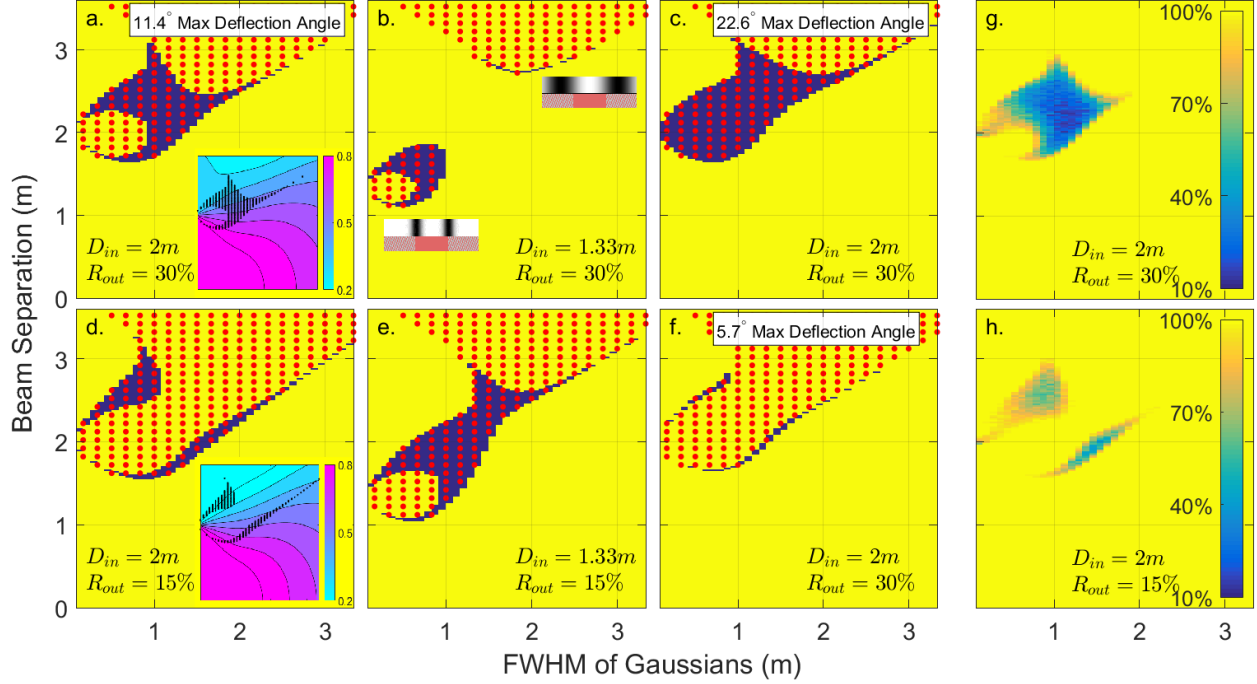 a. 11.4° Max Deflection Angle
b.
c. 22.6° Max Deflection Angle
g. 100%
3
70%
2
0.8
40%
1
0.5
D_in = 2m
R_out = 30%
0.2
D_in = 1.33m
R_out = 30%
D_in = 2m
R_out = 30%
D_in = 2m
R_out = 30%
10%
0
Beam Separation (m)
d.
e.
f. 5.7° Max Deflection Angle
h. 100%
3
70%
2
0.8
40%
1
0.5
D_in = 2m
R_out = 15%
0.2
D_in = 1.33m
R_out = 15%
D_in = 2m
R_out = 30%
D_in = 2m
R_out = 15%
10%
0
1 2 3
1 2 3
1 2 3
1 2 3
FWHM of Gaussians (m)